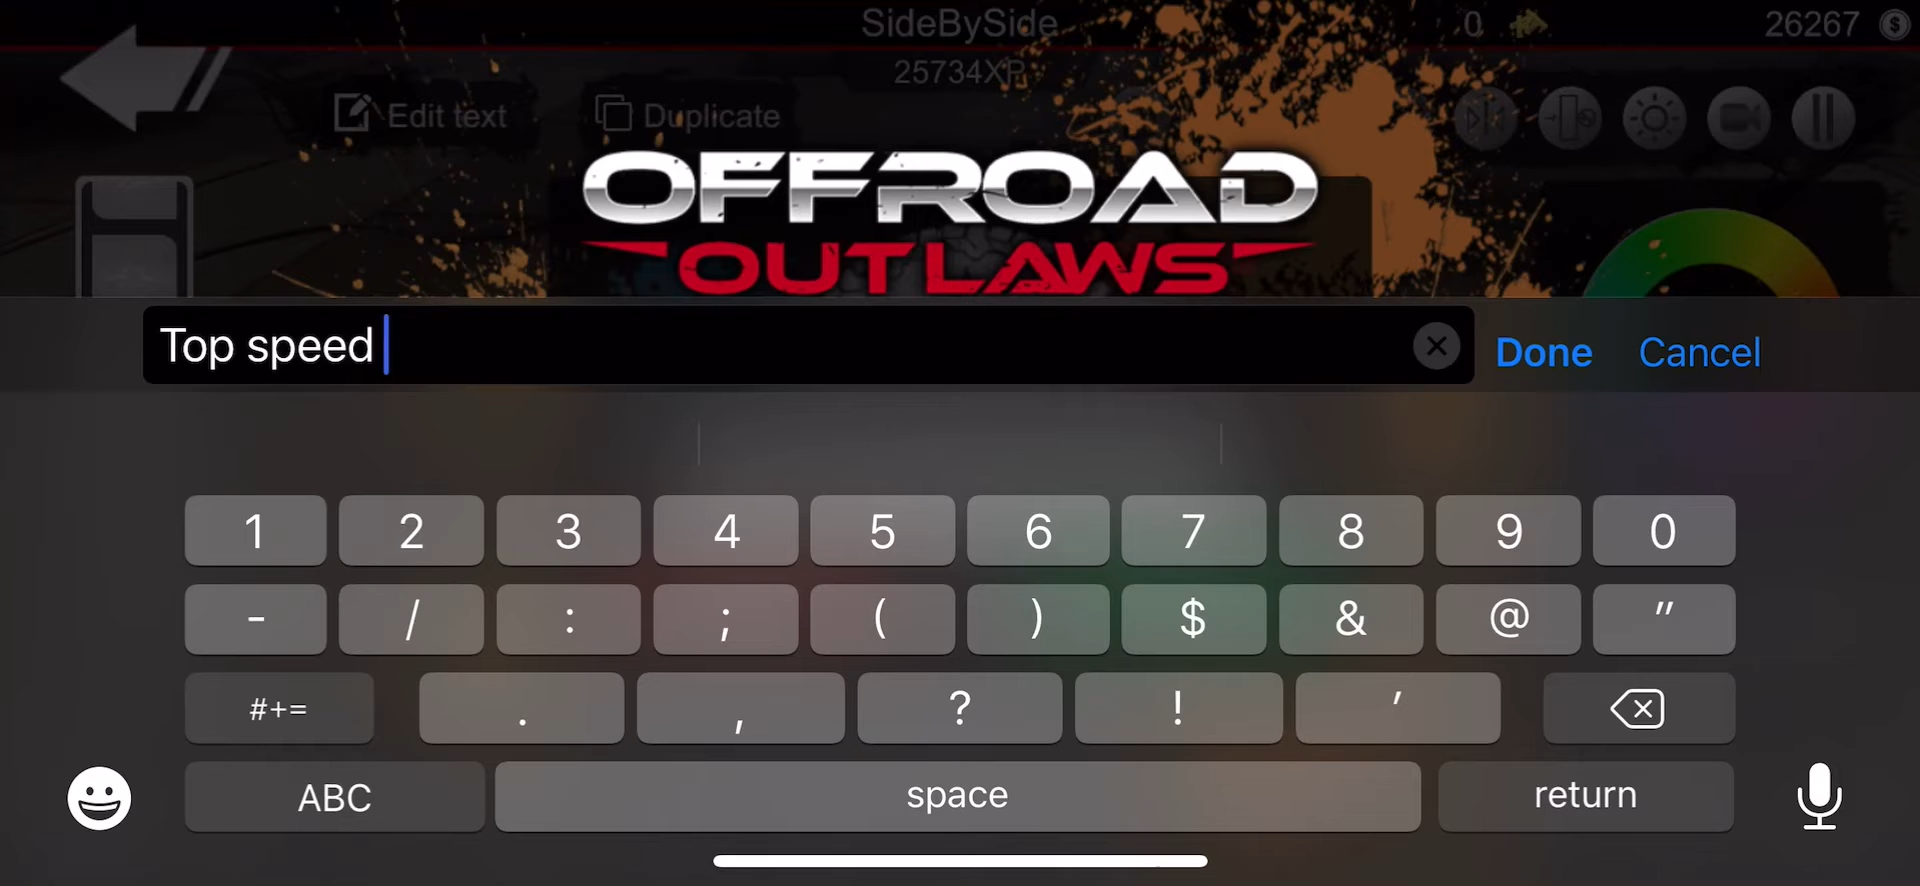 SideBySide
0
26267
25734XP
Edit text
Duplicate
OFFROAD
OUTLAWS
Top speed
Done
Cancel
1 2 3 4 5 6 7 8 9 0
- / : ; ( ) $ & @ "
#+= . , ? ! '
ABC space return